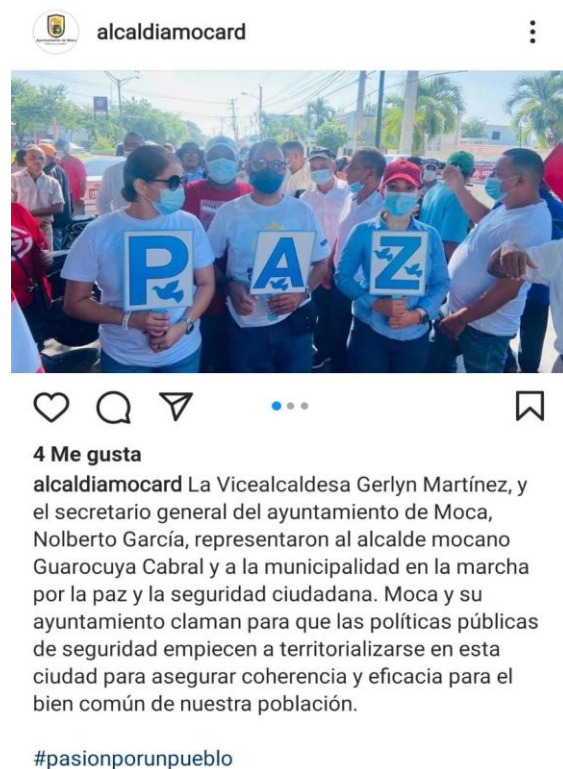 alcaldiamocard
P A Z
4 Me gusta
alcaldiamocard La Vicealcaldesa Gerlyn Martínez, y
el secretario general del ayuntamiento de Moca,
Nolberto García, representaron al alcalde mocano
Guarocuya Cabral y a la municipalidad en la marcha
por la paz y la seguridad ciudadana. Moca y su
ayuntamiento claman para que las políticas públicas
de seguridad empiecen a territorializarse en esta
ciudad para asegurar coherencia y eficacia para el
bien común de nuestra población.
#pasionporunpueblo